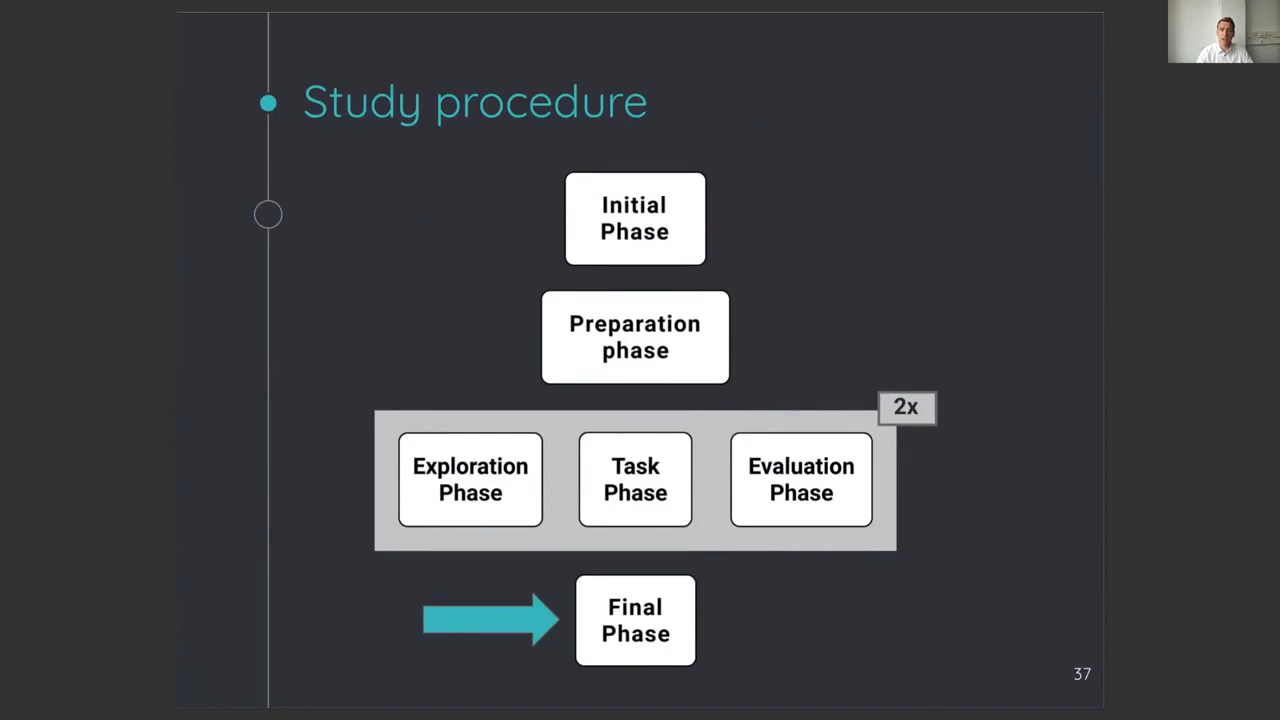 Study procedure
Initial
Phase
Preparation
phase
2x
Exploration
Phase
Task
Phase
Evaluation
Phase
Final
Phase
37